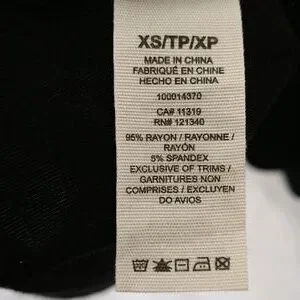 XS/TP/XP
MADE IN CHINA
FABRIQUÉ EN CHINE
HECHO EN CHINA
100014370
CA# 11319
RN# 121340
95% RAYON / RAYONNE /
RAYÓN
5% SPANDEX
EXCLUSIVE OF TRIMS /
GARNITURES NON
COMPRISES / EXCLUYEN
DO AVIOS